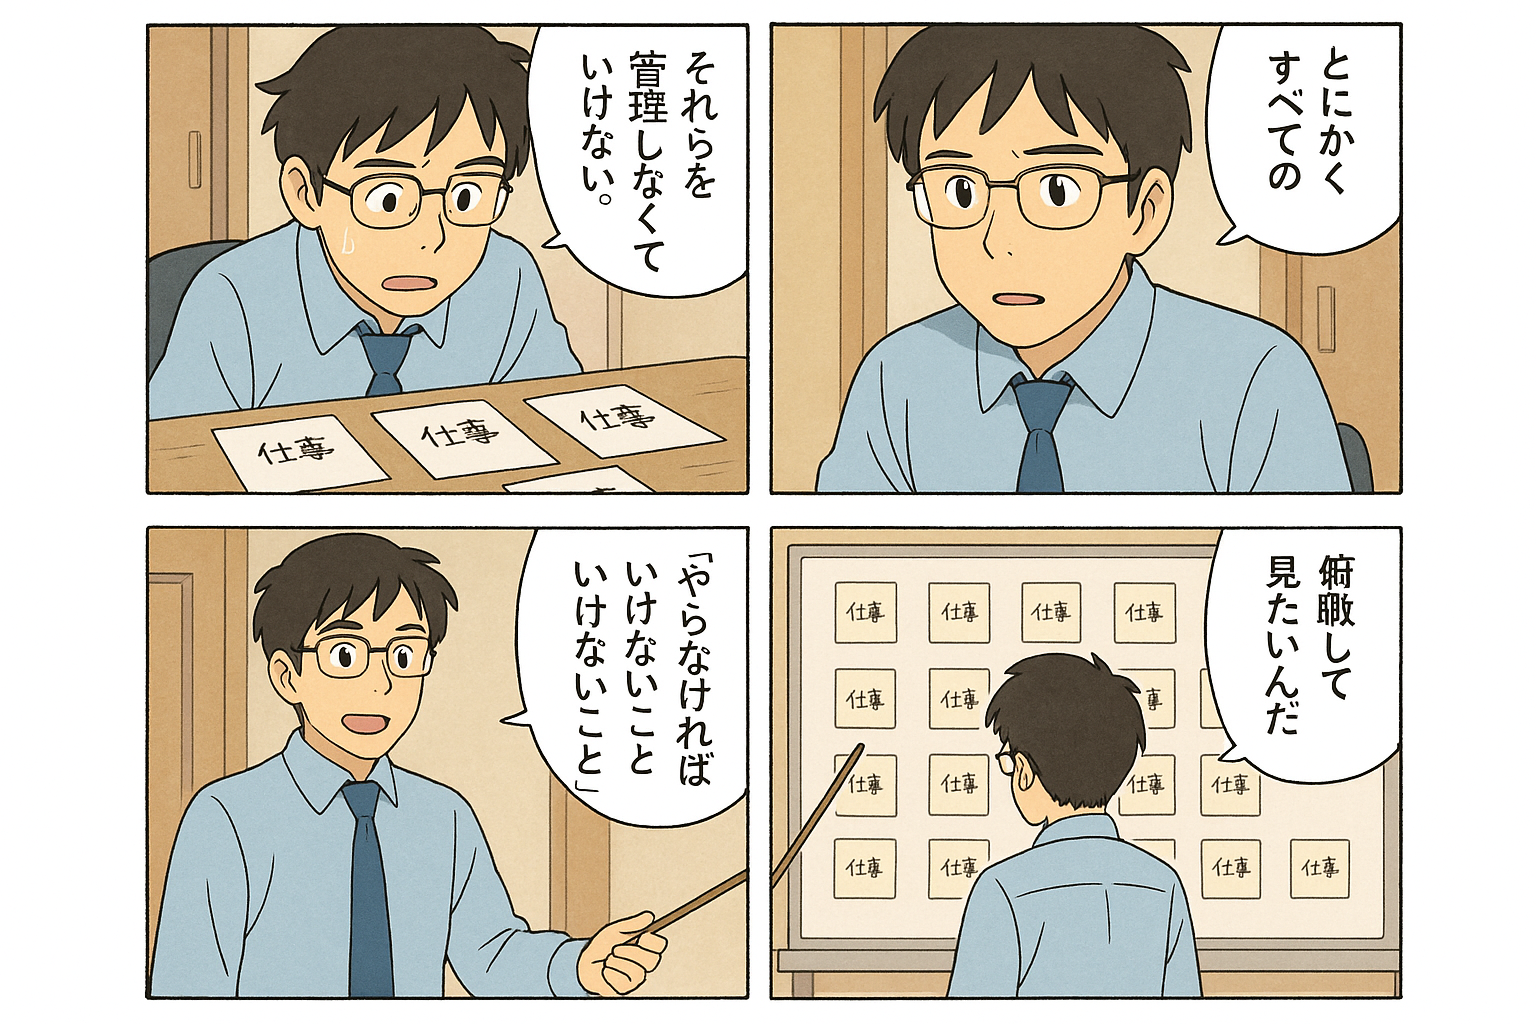 それらを
管理しなくて
いけない。
仕事
仕事
仕事
とにかく
すべての
「やらなければ
いけないこと
いけないこと」
俯瞰して
見たいんだ
仕事 仕事 仕事 仕事
仕事 仕事 事
仕事 仕事 仕事 仕事
仕事 仕事 仕事 仕事